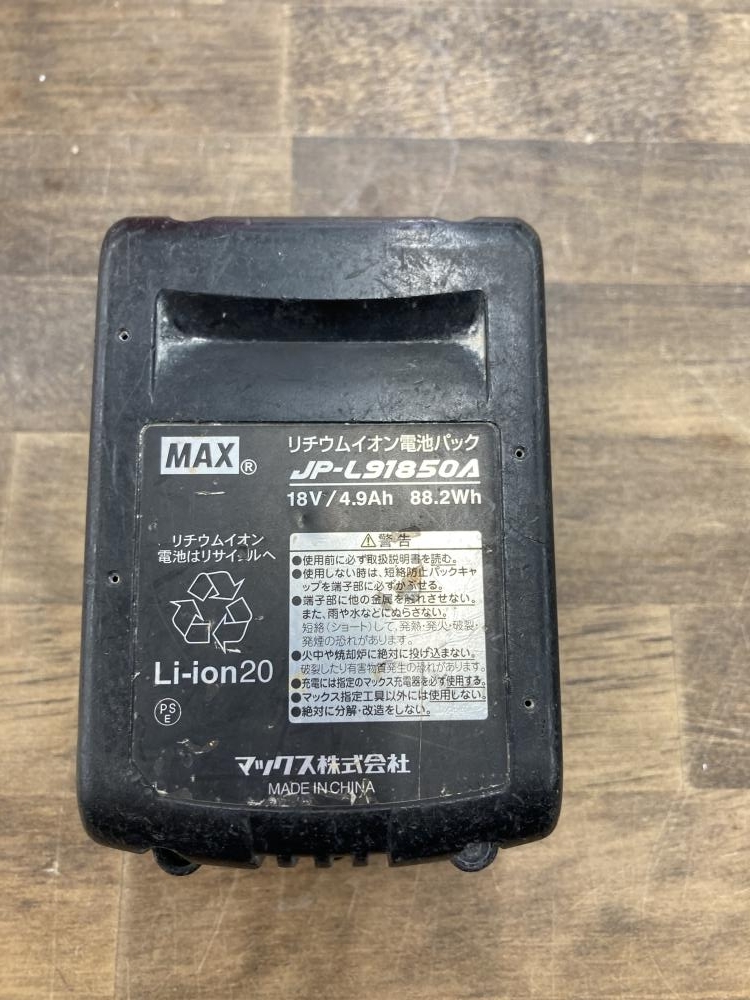 MAX®
リチウムイオン電池パック
JP-L91850A
18V/4.9Ah 88.2Wh
リチウムイオン
電池はリサイクルへ
Li-ion20
PS
E
⚠警告
●使用前に必ず取扱説明書を読む。
●使用しない時は、短絡防止パックキャ
ップを端子部に必ずかぶせる。
●端子部に他の金属を触れさせない。
また、雨や水などにぬらさない。
短絡(ショート)して、発熱・発火・破裂・
発煙の恐れがあります。
●火中や焼却炉に絶対に投げ込まない。
破裂したり有害物質発生の恐れがあります。
●充電には指定のマックス充電器を必ず使用する。
●マックス指定工具以外には使用しない。
●絶対に分解・改造をしない。
マックス株式会社
MADE IN CHINA